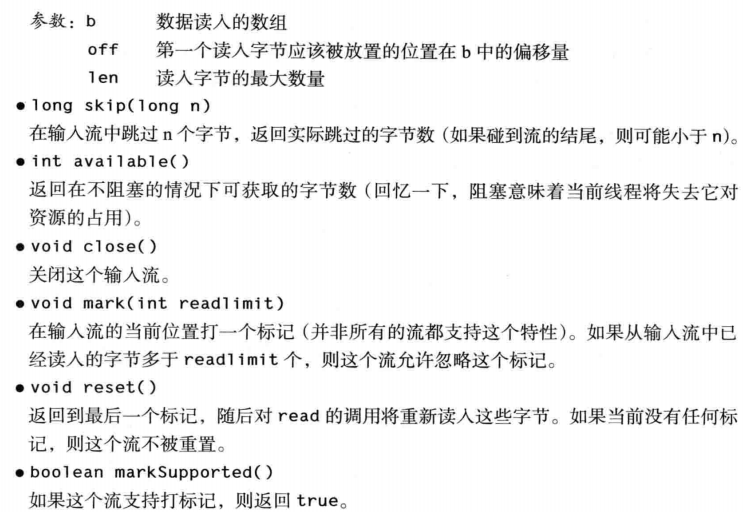 参数：b 数据读入的数组
off 第一个读入字节应该被放置的位置在 b 中的偏移量
len 读入字节的最大数量
● long skip(long n)
在输入流中跳过 n 个字节，返回实际跳过的字节数（如果碰到流的结尾，则可能小于 n）。
● int available()
返回在不阻塞的情况下可获取的字节数（回忆一下，阻塞意味着当前线程将失去它对
资源的占用）。
● void close()
关闭这个输入流。
● void mark(int readlimit)
在输入流的当前位置打一个标记（并非所有的流都支持这个特性）。如果从输入流中已
经读入的字节多于 readlimit 个，则这个流允许忽略这个标记。
● void reset()
返回到最后一个标记，随后对 read 的调用将重新读入这些字节。如果当前没有任何标
记，则这个流不被重置。
● boolean markSupported()
如果这个流支持打标记，则返回 true。